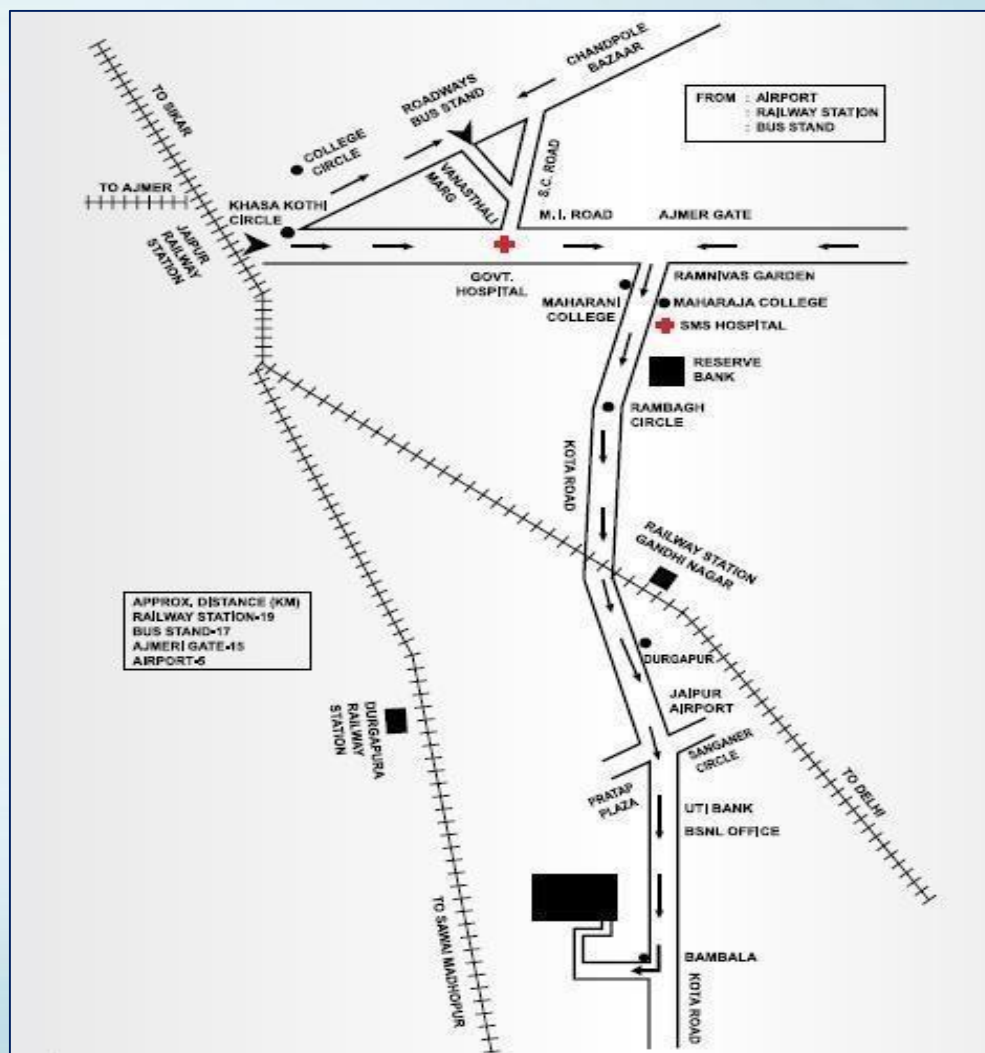 CHANDPOLE
BAZAAR
ROADWAYS
BUS STAND
FROM : AIRPORT
: RAILWAY STATION
: BUS STAND
TO SIKAR
COLLEGE
CIRCLE
VANASTHALI
MARG
S.C. ROAD
TO AJMER
KHASA KOTHI
CIRCLE
M.I. ROAD
AJMER GATE
JAIPUR
RAILWAY
STATION
GOVT.
HOSPITAL
RAMNIVAS GARDEN
MAHARANI
COLLEGE
MAHARAJA COLLEGE
SMS HOSPITAL
RESERVE
BANK
RAMBAGH
CIRCLE
KOTA ROAD
RAILWAY STATION
GANDHI NAGAR
APPROX. DISTANCE (KM)
RAILWAY STATION-19
BUS STAND-17
AJMERI GATE-15
AIRPORT-5
DURGAPUR
JAIPUR
AIRPORT
DURGAPURA
RAILWAY
STATION
SANGANER
CIRCLE
PRATAP
PLAZA
TO DELHI
UTI BANK
BSNL OFFICE
TO SAWAI MADHOPUR
BAMBALA
KOTA ROAD